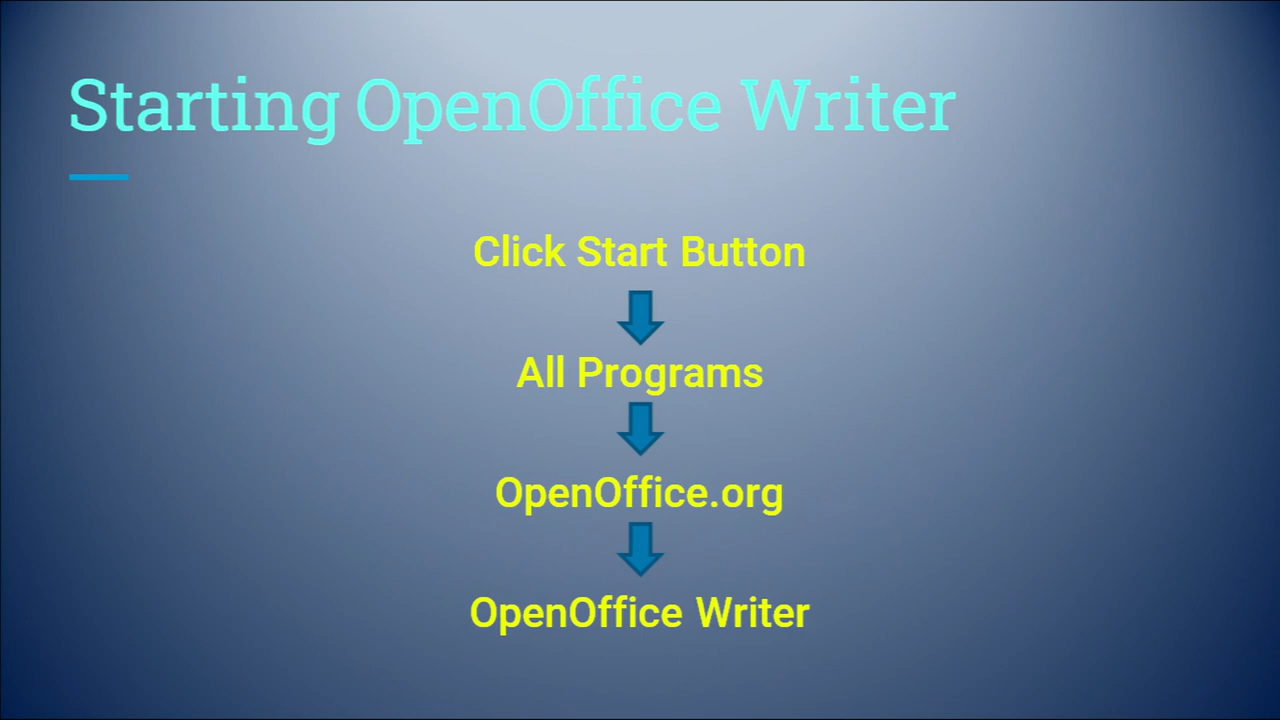 Starting OpenOffice Writer
Click Start Button
All Programs
OpenOffice.org
OpenOffice Writer